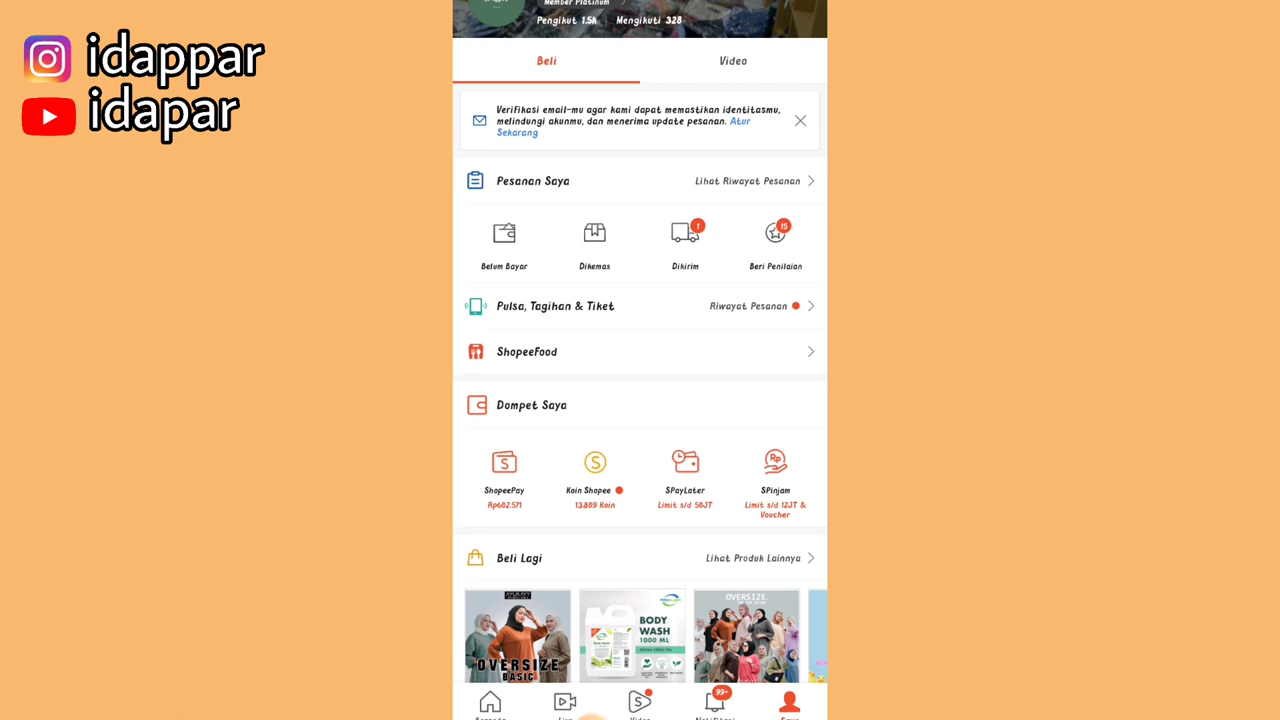 idappar
idapar
Member Platinum
Pengikut 1.5k
Mengikuti 328
Beli
Video
Verifikasi email-mu agar kami dapat memastikan identitasmu,
melindungi akunmu, dan menerima update pesanan. Atur
Sekarang
Pesanan Saya
Lihat Riwayat Pesanan
1
15
Belum Bayar
Dikemas
Dikirim
Beri Penilaian
Pulsa, Tagihan & Tiket
Riwayat Pesanan
ShopeeFood
Dompet Saya
ShopeePay
Koin Shopee
SPayLater
SPinjam
Rp602.571
13.809 Koin
Limit s/d 50JT
Limit s/d 12JT &
Voucher
Beli Lagi
Lihat Produk Lainnya
AYUKAVY
OVERSIZE
BASIC
BODY
WASH
1000 ML
OVERSIZE
99+